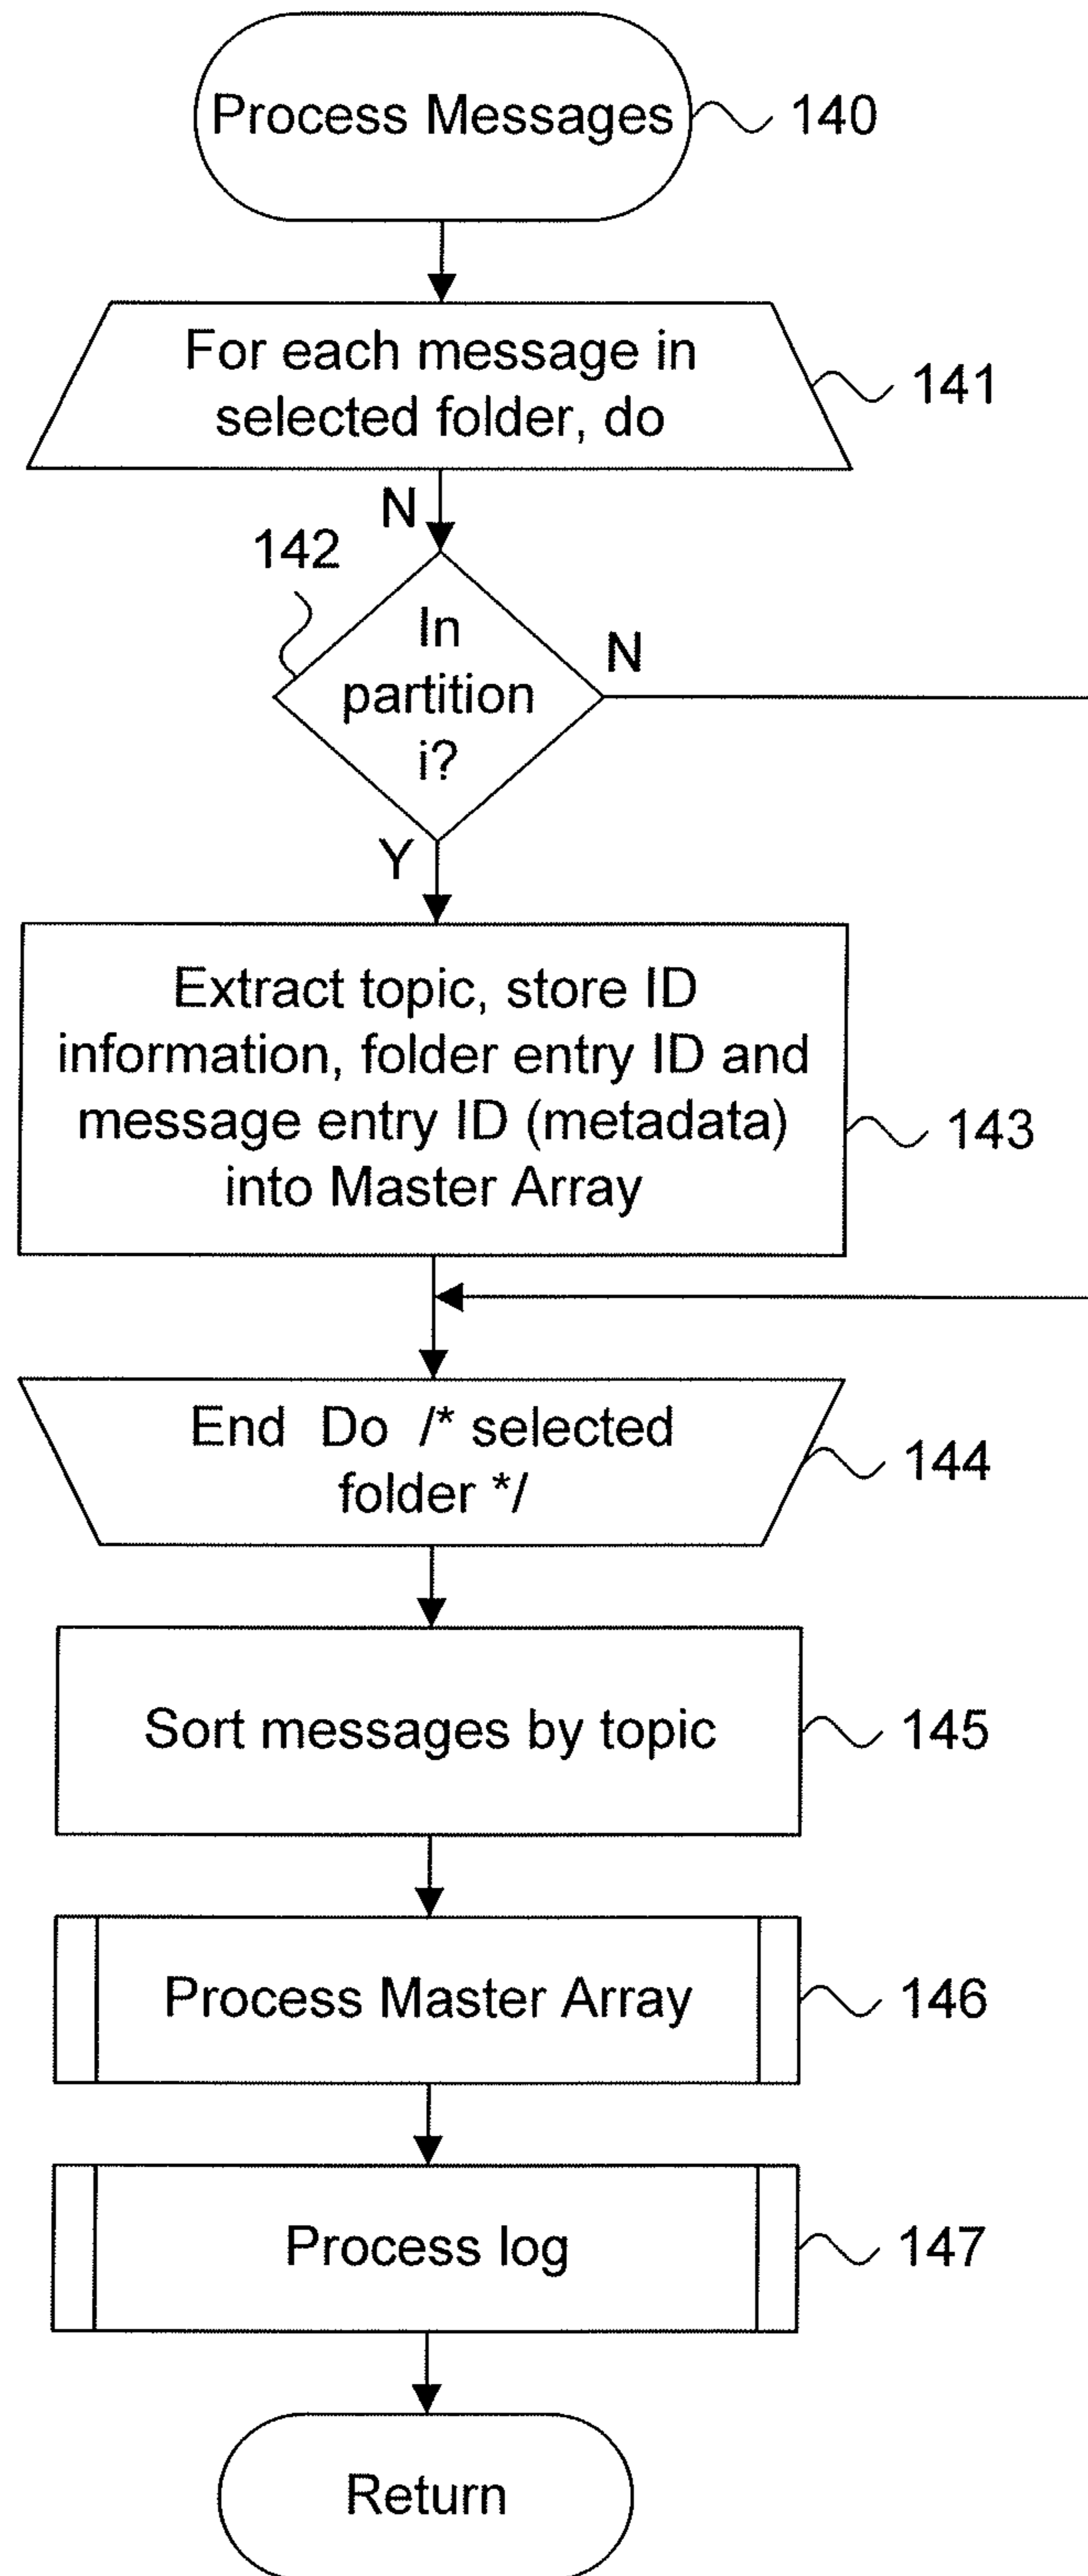 Process Messages
140
For each message in
selected folder, do
141
N
142
In
partition
i?
N
Y
Extract topic, store ID
information, folder entry ID and
message entry ID (metadata)
into Master Array
143
End Do /* selected
folder */
144
Sort messages by topic
145
Process Master Array
146
Process log
147
Return